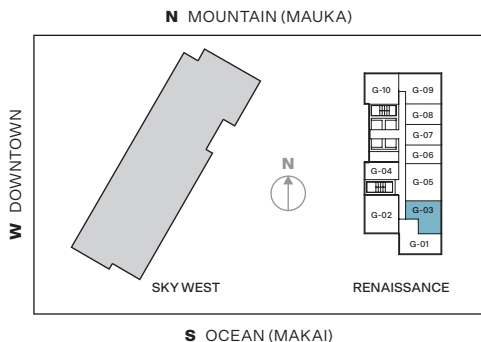 N MOUNTAIN (MAUKA)
W DOWNTOWN
G-10 G-09
G-08
G-07
G-06
G-04
G-05
G-03
G-02
G-01
N
SKY WEST
RENAISSANCE
S OCEAN (MAKAI)